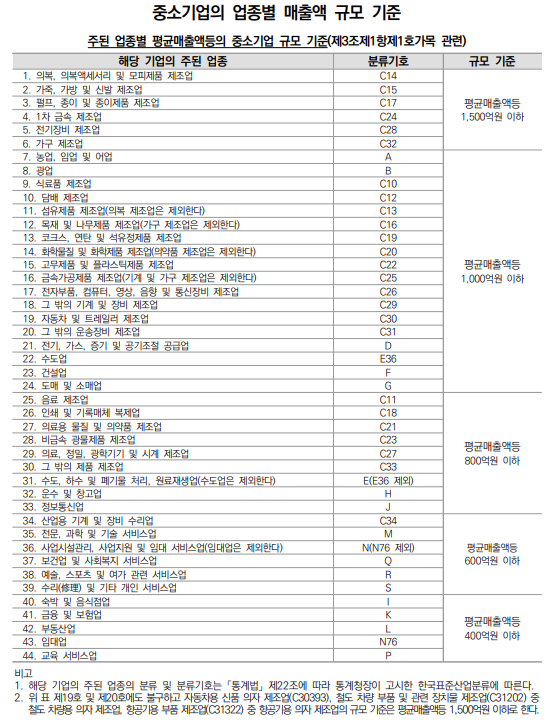 중소기업의 업종별 매출액 규모 기준
주된 업종별 평균매출액등의 중소기업 규모 기준(제3조제1항제1호가목 관련)
해당 기업의 주된 업종 분류기호 규모 기준
1. 의복, 의복액세서리 및 모피제품 제조업 C14
2. 가죽, 가방 및 신발 제조업 C15
3. 펄프, 종이 및 종이제품 제조업 C17
4. 1차 금속 제조업 C24
5. 전기장비 제조업 C28
6. 가구 제조업 C32
평균매출액등
1,500억원 이하
7. 농업, 임업 및 어업 A
8. 광업 B
9. 식료품 제조업 C10
10. 담배 제조업 C12
11. 섬유제품 제조업(의복 제조업은 제외한다) C13
12. 목재 및 나무제품 제조업(가구 제조업은 제외한다) C16
13. 코크스, 연탄 및 석유정제품 제조업 C19
14. 화학물질 및 화학제품 제조업(의약품 제조업은 제외한다) C20
15. 고무제품 및 플라스틱제품 제조업 C22
16. 금속가공제품 제조업(기계 및 가구 제조업은 제외한다) C25
17. 전자부품, 컴퓨터, 영상, 음향 및 통신장비 제조업 C26
18. 그 밖의 기계 및 장비 제조업 C29
19. 자동차 및 트레일러 제조업 C30
20. 그 밖의 운송장비 제조업 C31
21. 전기, 가스, 증기 및 공기조절 공급업 D
22. 수도업 E36
23. 건설업 F
24. 도매 및 소매업 G
평균매출액등
1,000억원 이하
25. 음료 제조업 C11
26. 인쇄 및 기록매체 복제업 C18
27. 의료용 물질 및 의약품 제조업 C21
28. 비금속 광물제품 제조업 C23
29. 의료, 정밀, 광학기기 및 시계 제조업 C27
30. 그 밖의 제품 제조업 C33
31. 수도, 하수 및 폐기물 처리, 원료재생업(수도업은 제외한다) E(E36 제외)
32. 운수 및 창고업 H
33. 정보통신업 J
평균매출액등
800억원 이하
34. 산업용 기계 및 장비 수리업 C34
35. 전문, 과학 및 기술 서비스업 M
36. 사업시설관리, 사업지원 및 임대 서비스업(임대업은 제외한다) N(N76 제외)
37. 보건업 및 사회복지 서비스업 Q
38. 예술, 스포츠 및 여가 관련 서비스업 R
39. 수리(修理) 및 기타 개인 서비스업 S
평균매출액등
600억원 이하
40. 숙박 및 음식점업 I
41. 금융 및 보험업 K
42. 부동산업 L
43. 임대업 N76
44. 교육 서비스업 P
평균매출액등
400억원 이하
비고
1. 해당 기업의 주된 업종의 분류 및 분류기호는 「통계법」 제22조에 따라 통계청장이 고시한 한국표준산업분류에 따른다.
2. 위 표 제19호 및 제20호에도 불구하고 자동차용 신품 의자 제조업(C30393), 철도 차량 부품 및 관련 장치물 제조업(C31202) 중
철도 차량용 의자 제조업, 항공기용 부품 제조업(C31322) 중 항공기용 의자 제조업의 규모 기준은 평균매출액등 1,500억원 이하로 한다.